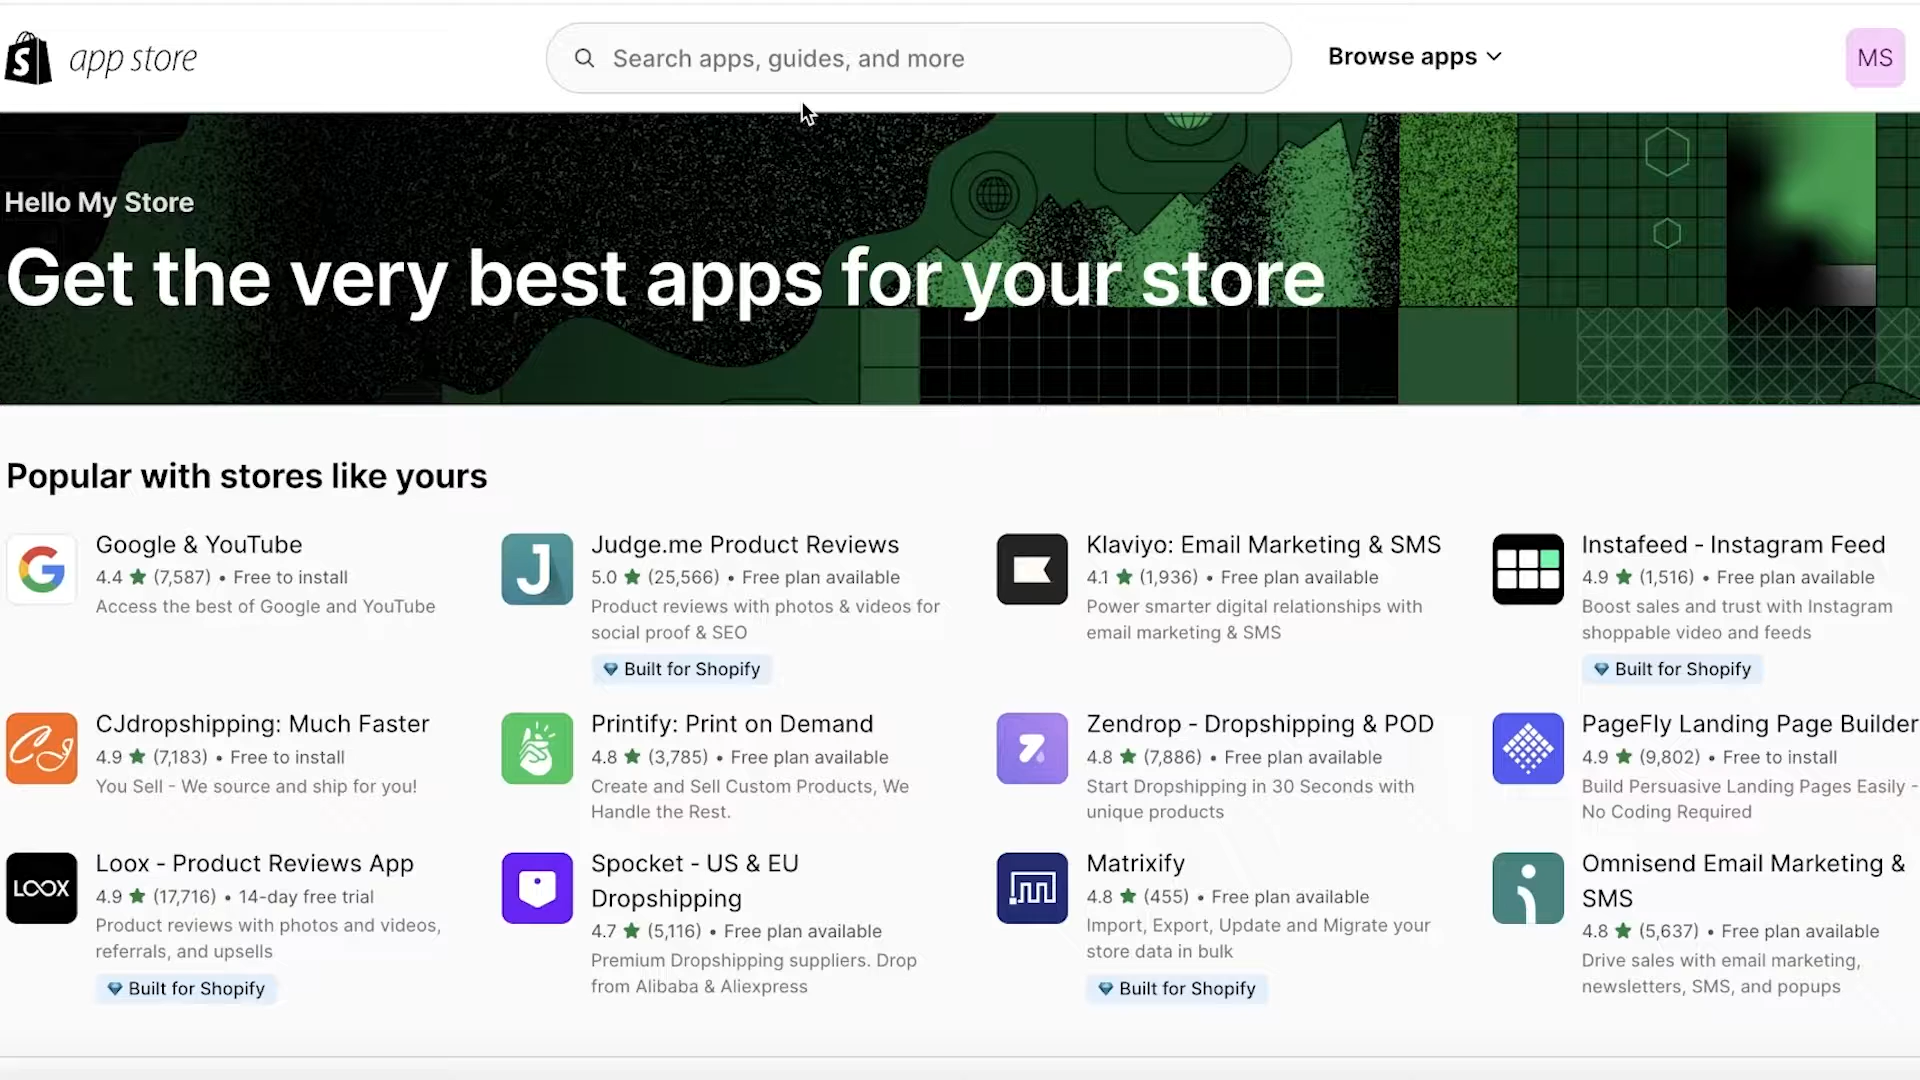 app store
Search apps, guides, and more
Browse apps
MS
Hello My Store
Get the very best apps for your store
Popular with stores like yours
Google & YouTube
4.4 ★ (7,587) • Free to install
Access the best of Google and YouTube
Judge.me Product Reviews
5.0 ★ (25,566) • Free plan available
Product reviews with photos & videos for
social proof & SEO
Built for Shopify
Klaviyo: Email Marketing & SMS
4.1 ★ (1,936) • Free plan available
Power smarter digital relationships with
email marketing & SMS
Instafeed - Instagram Feed
4.9 ★ (1,516) • Free plan available
Boost sales and trust with Instagram
shoppable video and feeds
Built for Shopify
CJdropshipping: Much Faster
4.9 ★ (7,183) • Free to install
You Sell - We source and ship for you!
Printify: Print on Demand
4.8 ★ (3,785) • Free plan available
Create and Sell Custom Products, We
Handle the Rest.
Zendrop - Dropshipping & POD
4.8 ★ (7,886) • Free plan available
Start Dropshipping in 30 Seconds with
unique products
PageFly Landing Page Builder
4.9 ★ (9,802) • Free to install
Build Persuasive Landing Pages Easily -
No Coding Required
LOOX
Loox - Product Reviews App
4.9 ★ (17,716) • 14-day free trial
Product reviews with photos and videos,
referrals, and upsells
Built for Shopify
Spocket - US & EU
Dropshipping
4.7 ★ (5,116) • Free plan available
Premium Dropshipping suppliers. Drop
from Alibaba & Aliexpress
Matrixify
4.8 ★ (455) • Free plan available
Import, Export, Update and Migrate your
store data in bulk
Built for Shopify
Omnisend Email Marketing &
SMS
4.8 ★ (5,637) • Free plan available
Drive sales with email marketing,
newsletters, SMS, and popups